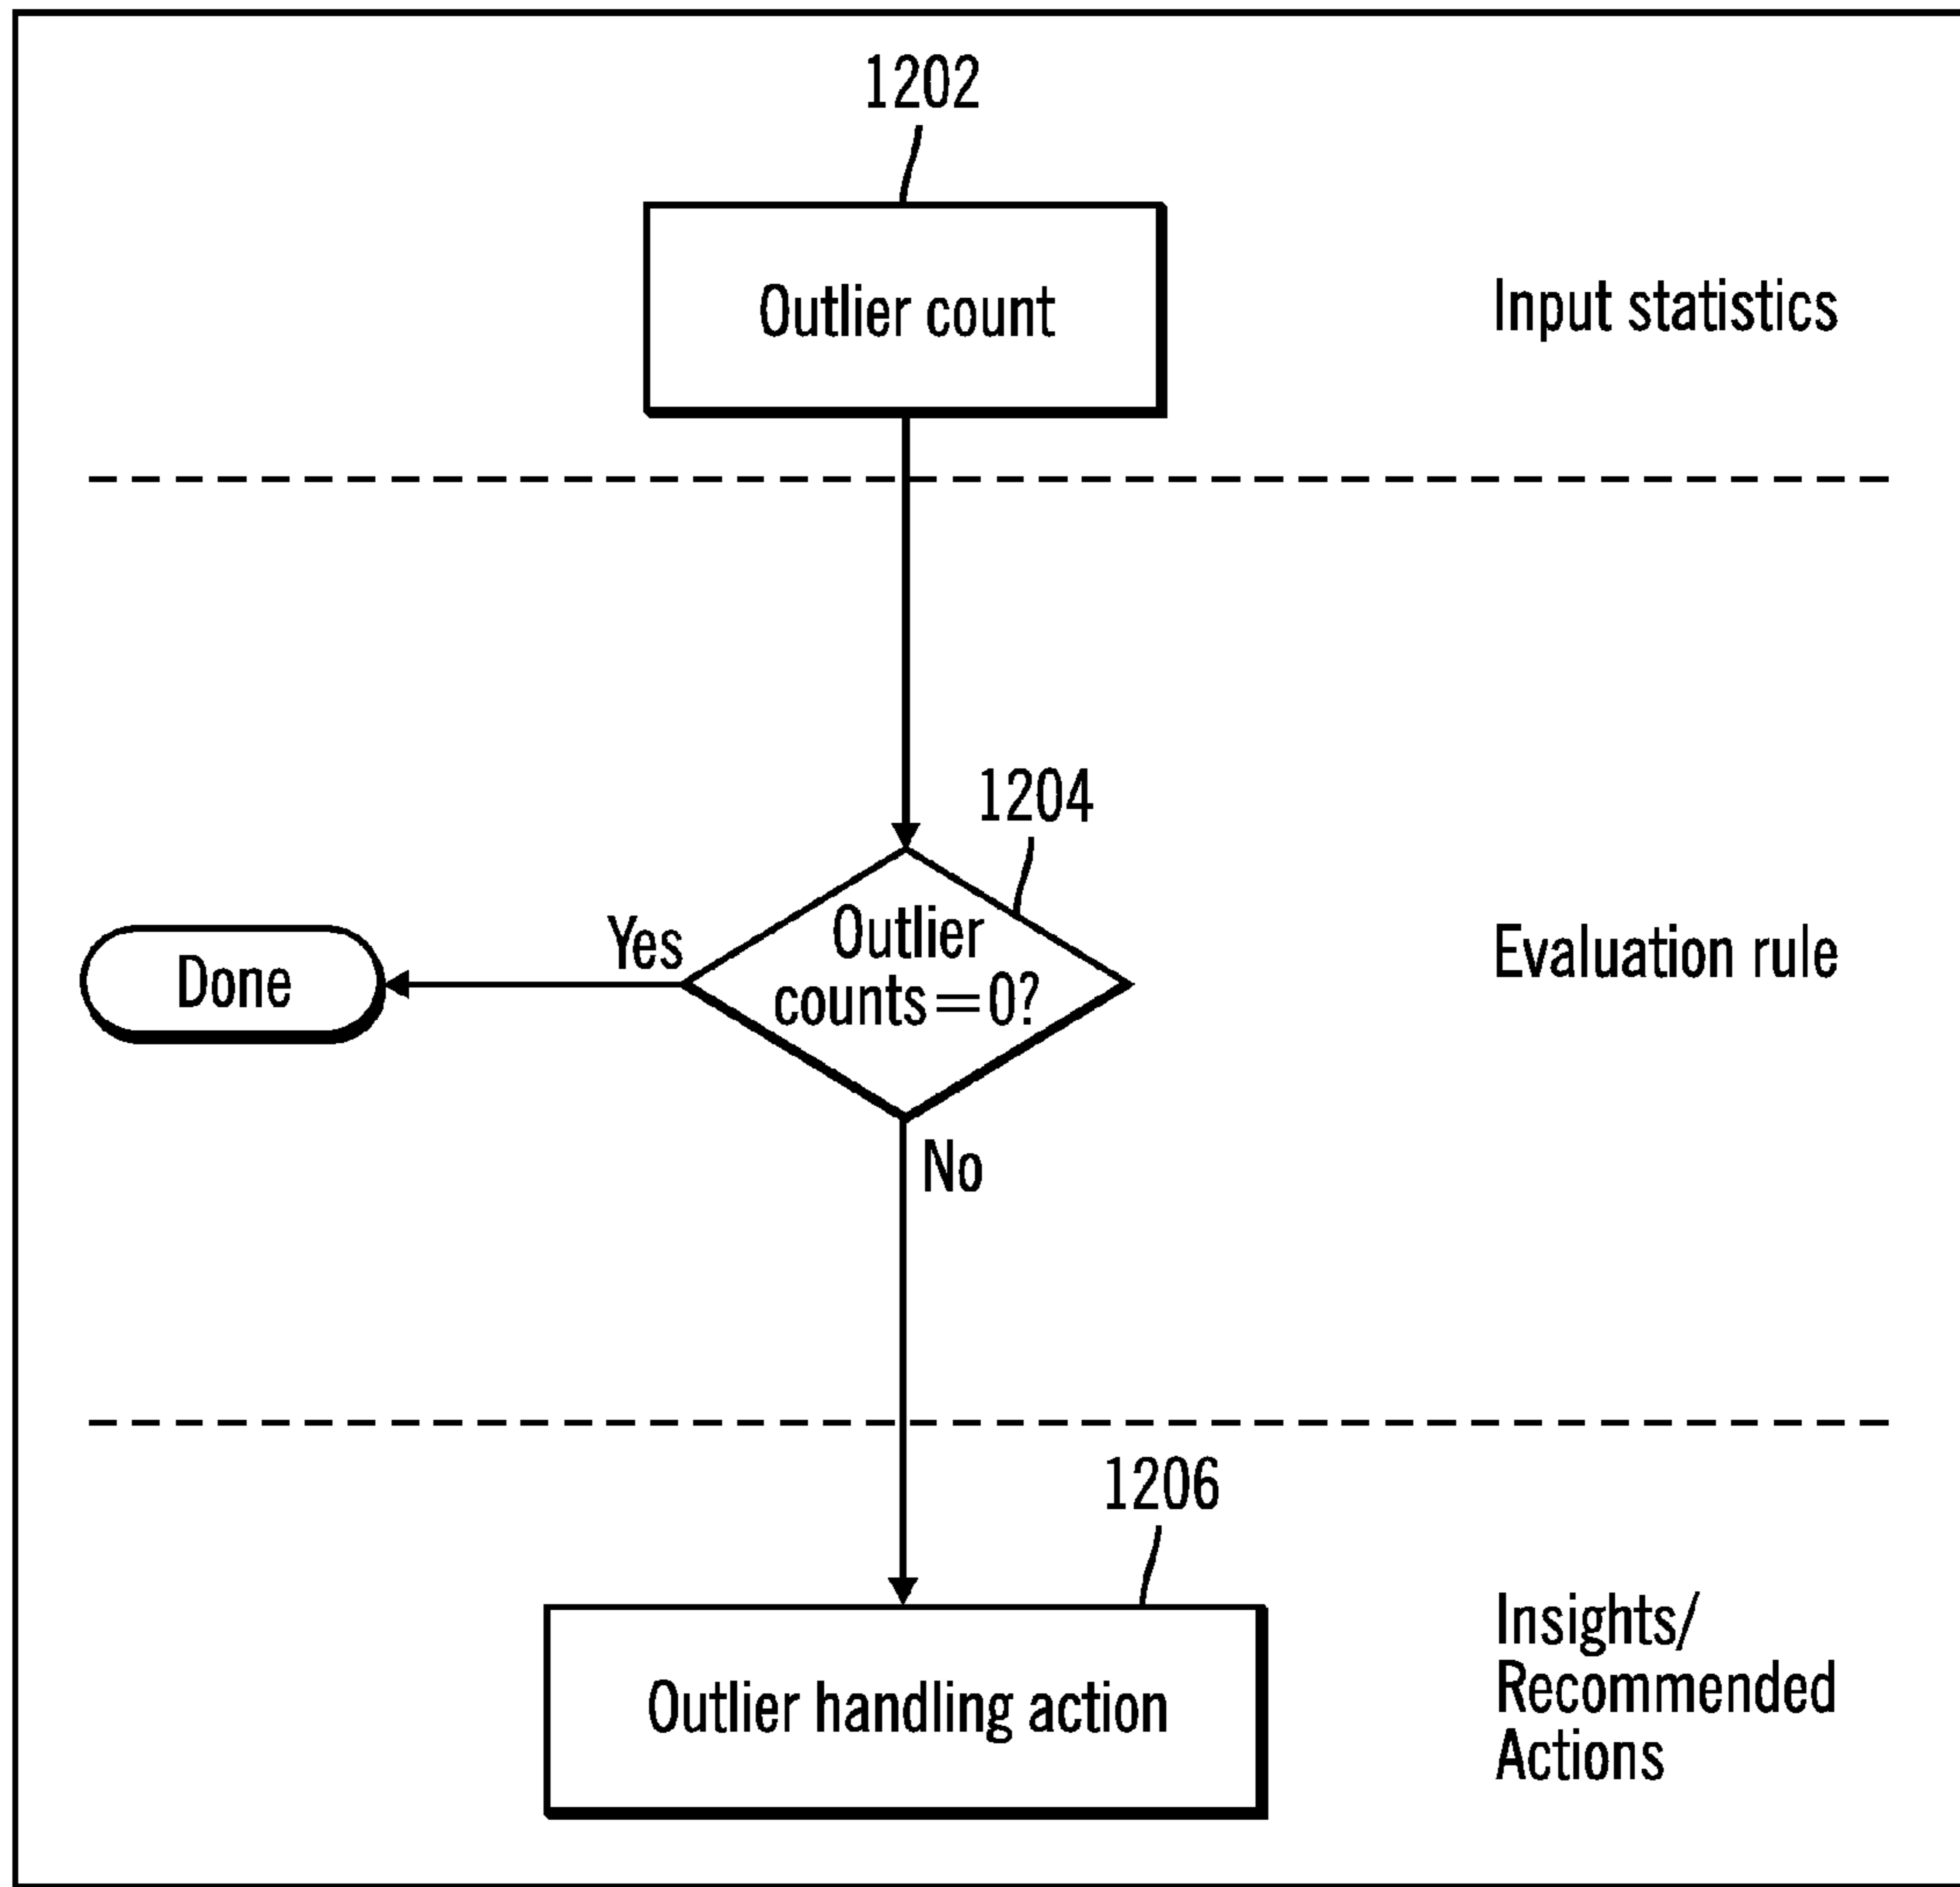 1202
Outlier count
Input statistics
1204
Yes
Outlier
counts=0?
Done
Evaluation rule
No
1206
Outlier handling action
Insights/
Recommended
Actions